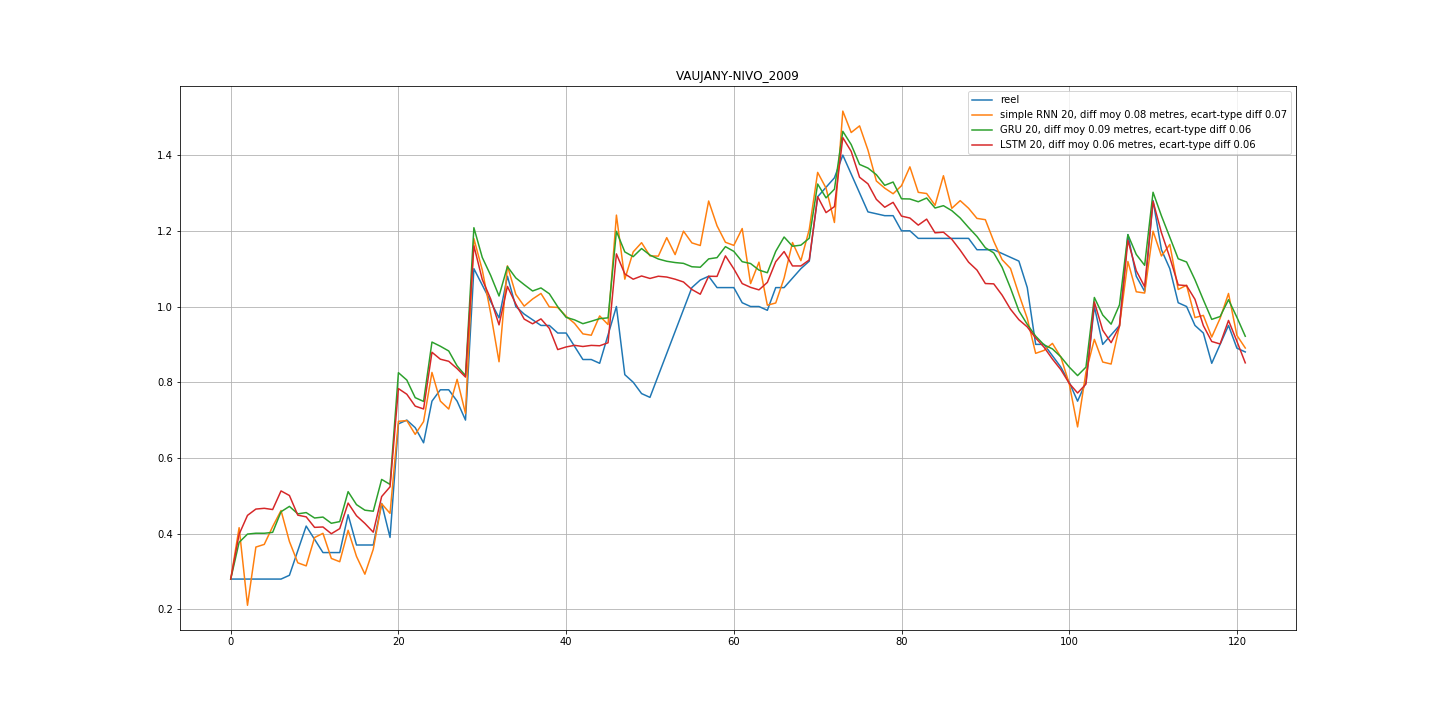 VAUJANY-NIVO_2009
reel
simple RNN 20, diff moy 0.08 metres, ecart-type diff 0.07
GRU 20, diff moy 0.09 metres, ecart-type diff 0.06
LSTM 20, diff moy 0.06 metres, ecart-type diff 0.06
1.4
1.2
1.0
0.8
0.6
0.4
0.2
0 20 40 60 80 100 120